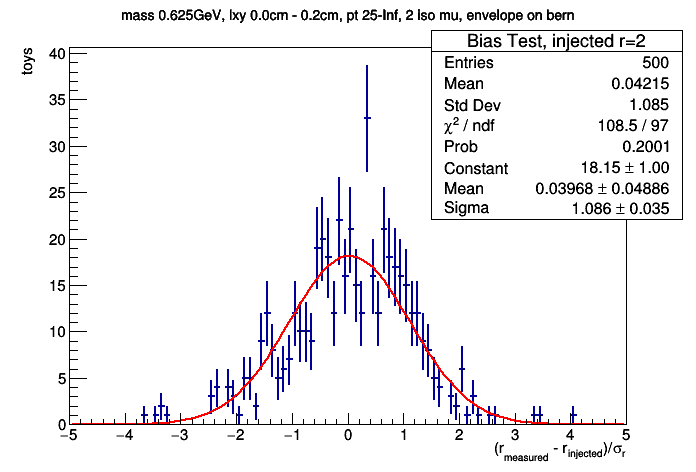 mass 0.625GeV, lxy 0.0cm - 0.2cm, pt 25-Inf, 2 Iso mu, envelope on bern
Bias Test, injected r=2
Entries 500
Mean 0.04215
Std Dev 1.085
χ² / ndf 108.5 / 97
Prob 0.2001
Constant 18.15 ± 1.00
Mean 0.03968 ± 0.04886
Sigma 1.086 ± 0.035
toys
40
35
30
25
20
15
10
5
0
−5 −4 −3 −2 −1 0 1 2 3 4 5
(r_measured - r_injected)/σ_r